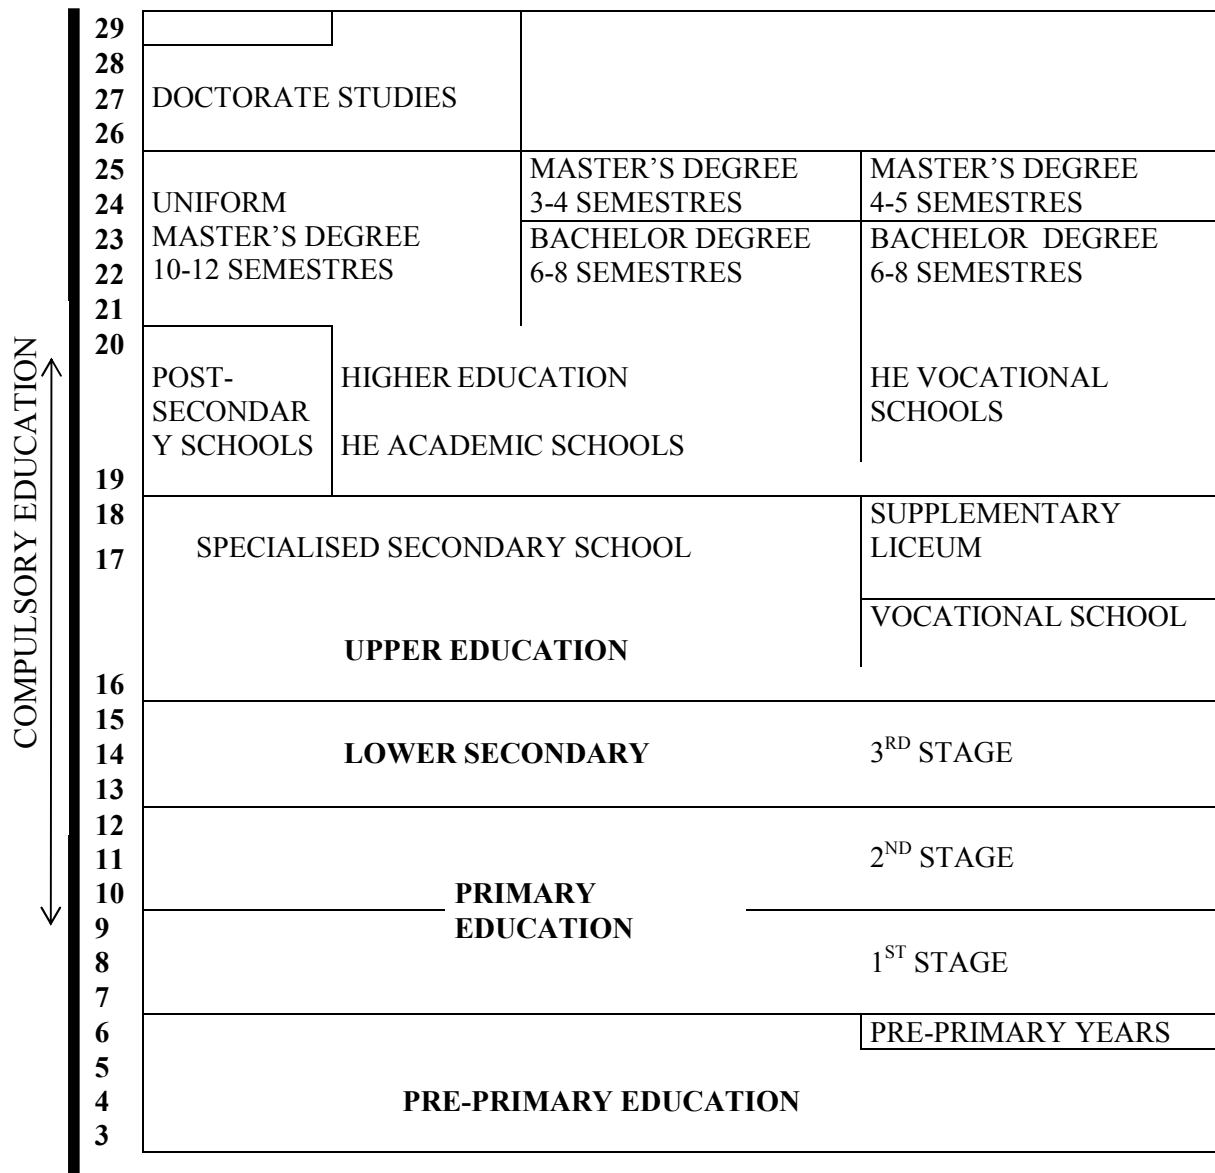 29
28
27 DOCTORATE STUDIES
26
25 MASTER'S DEGREE MASTER'S DEGREE
24 UNIFORM 3-4 SEMESTRES 4-5 SEMESTRES
23 MASTER'S DEGREE BACHELOR DEGREE BACHELOR DEGREE
22 10-12 SEMESTRES 6-8 SEMESTRES 6-8 SEMESTRES
21
20
POST- HIGHER EDUCATION HE VOCATIONAL
SECONDAR SCHOOLS
Y SCHOOLS HE ACADEMIC SCHOOLS
19
18 SUPPLEMENTARY
17 SPECIALISED SECONDARY SCHOOL LICEUM
VOCATIONAL SCHOOL
UPPER EDUCATION
16
15
14 LOWER SECONDARY 3RD STAGE
13
12
11 2ND STAGE
10 PRIMARY
9 EDUCATION
8 1ST STAGE
7
6 PRE-PRIMARY YEARS
5
4 PRE-PRIMARY EDUCATION
3
COMPULSORY EDUCATION